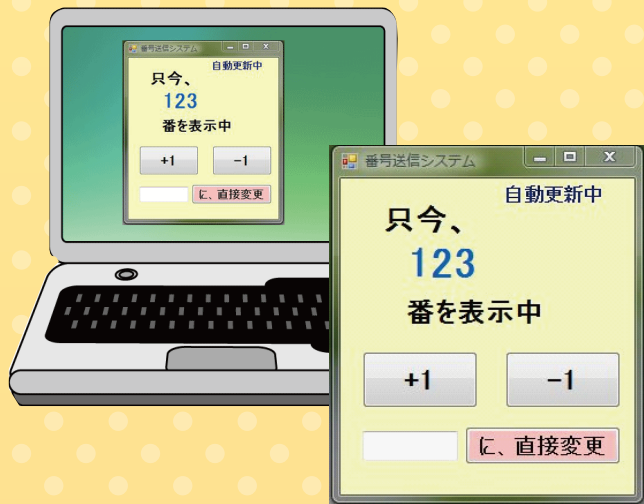 番号送信システム
自動更新中
只今、
123
番を表示中
+1 -1
に、直接変更
番号送信システム
自動更新中
只今、
123
番を表示中
+1 -1
に、直接変更